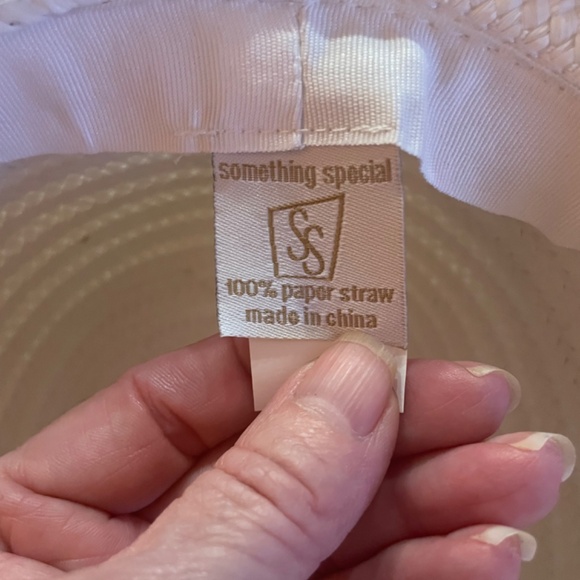 something special
SS
100% paper straw
made in china